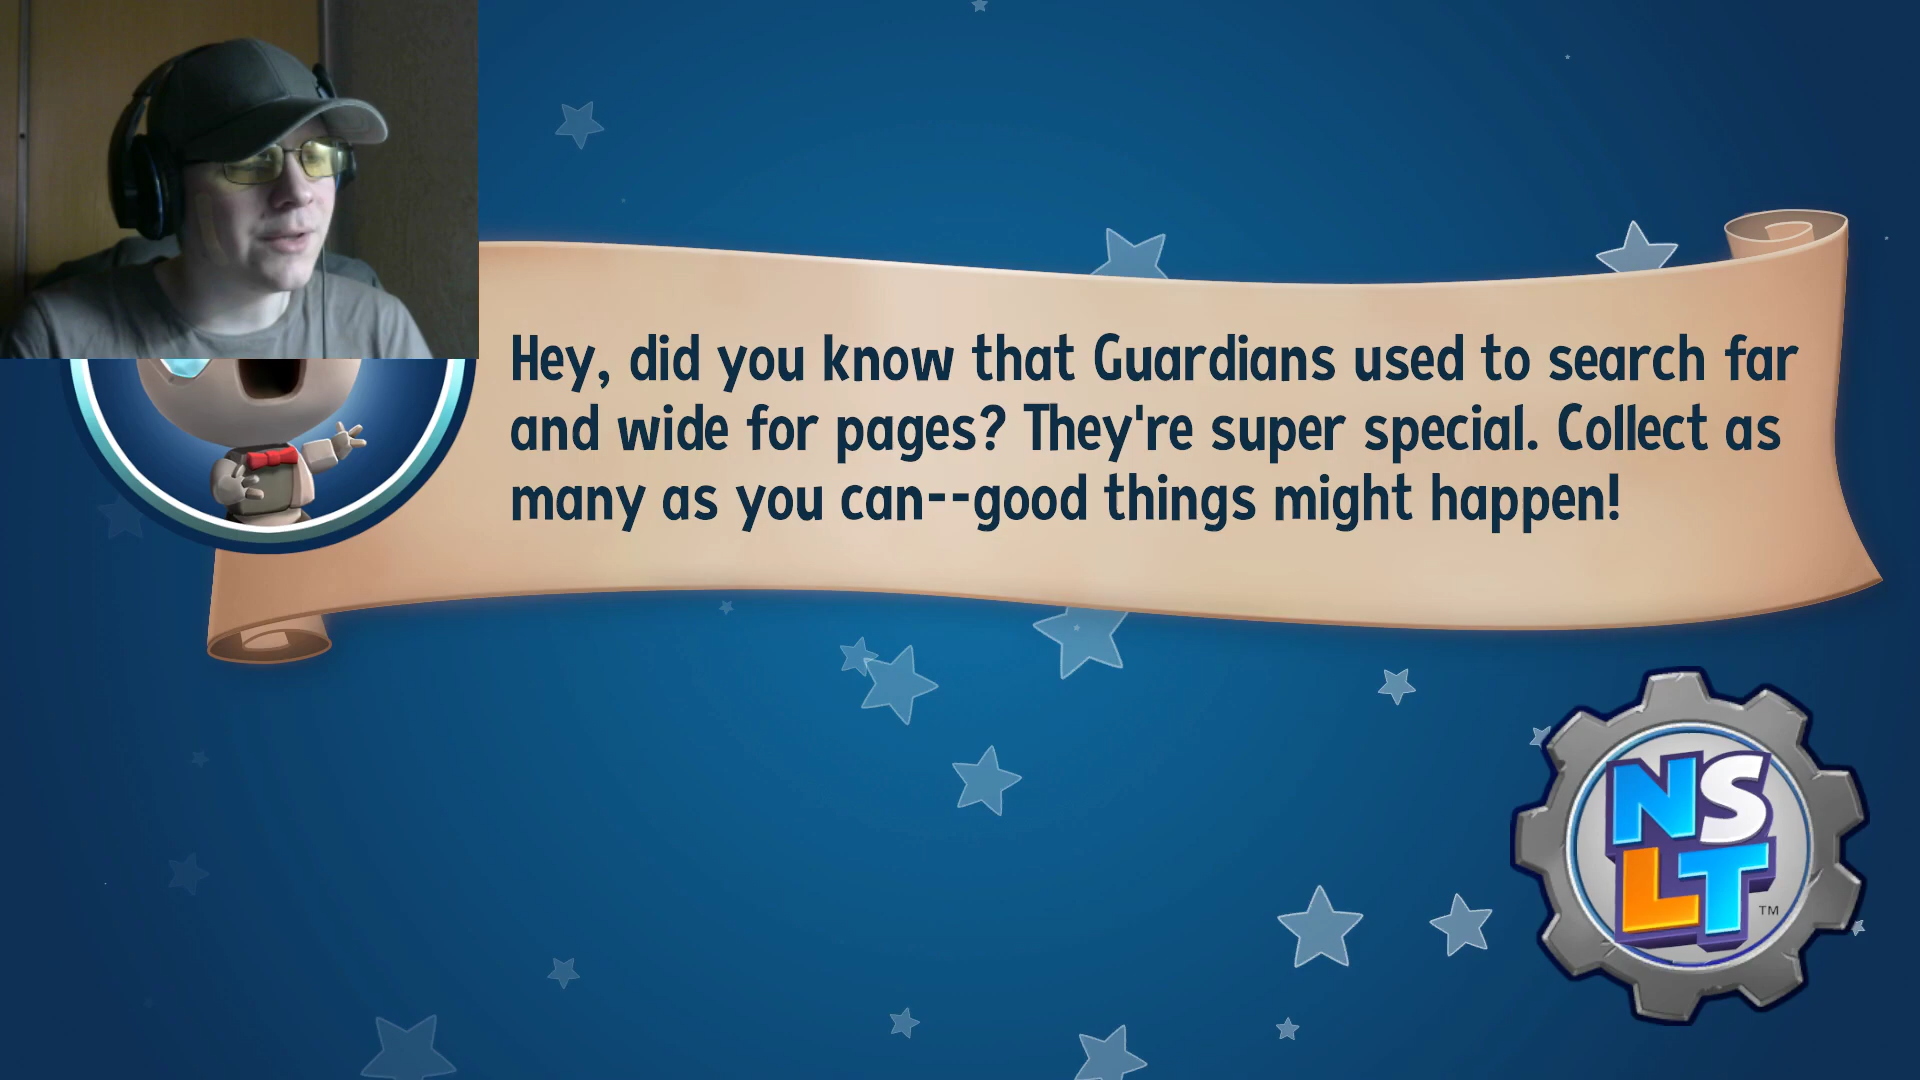 Hey, did you know that Guardians used to search far
and wide for pages? They're super special. Collect as
many as you can--good things might happen!
NS
LT
TM